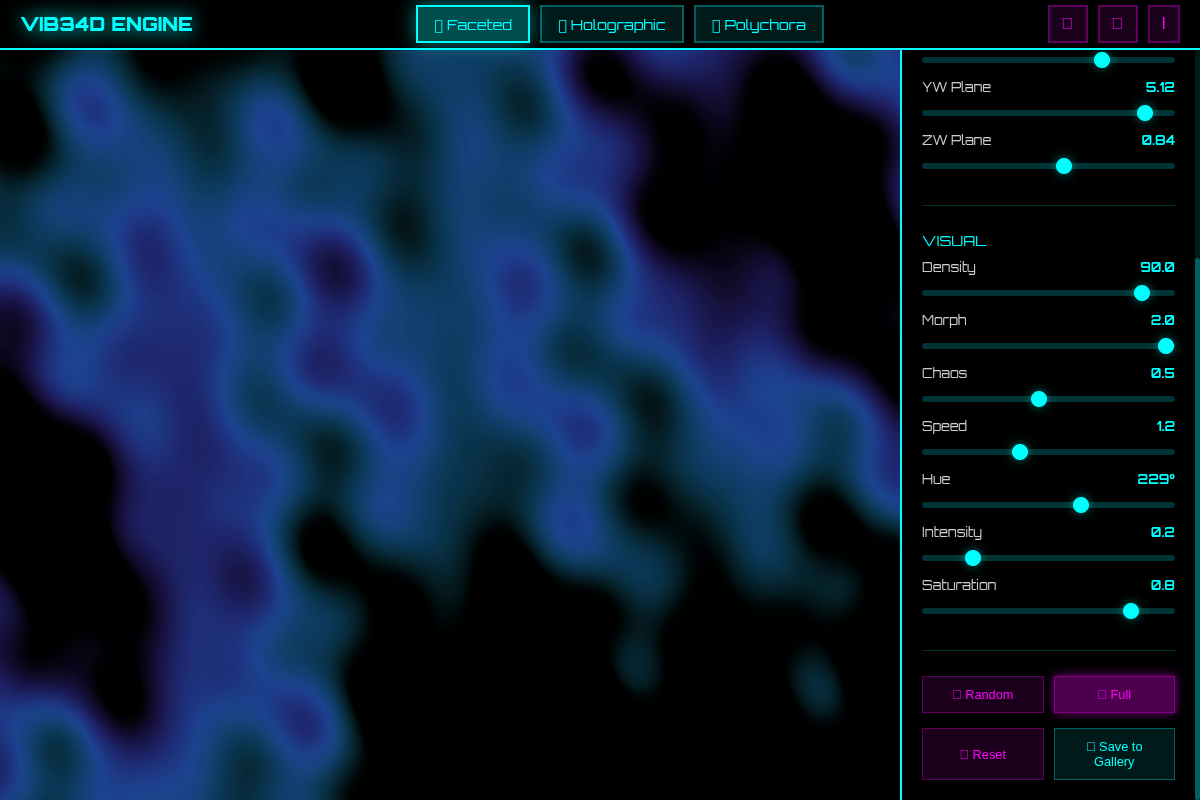 VIB34D ENGINE
Faceted
Holographic
Polychora
YW Plane 5.12
ZW Plane 0.84
VISUAL
Density 90.0
Morph 2.0
Chaos 0.5
Speed 1.2
Hue 229°
Intensity 0.2
Saturation 0.8
Random
Full
Reset
Save to
Gallery